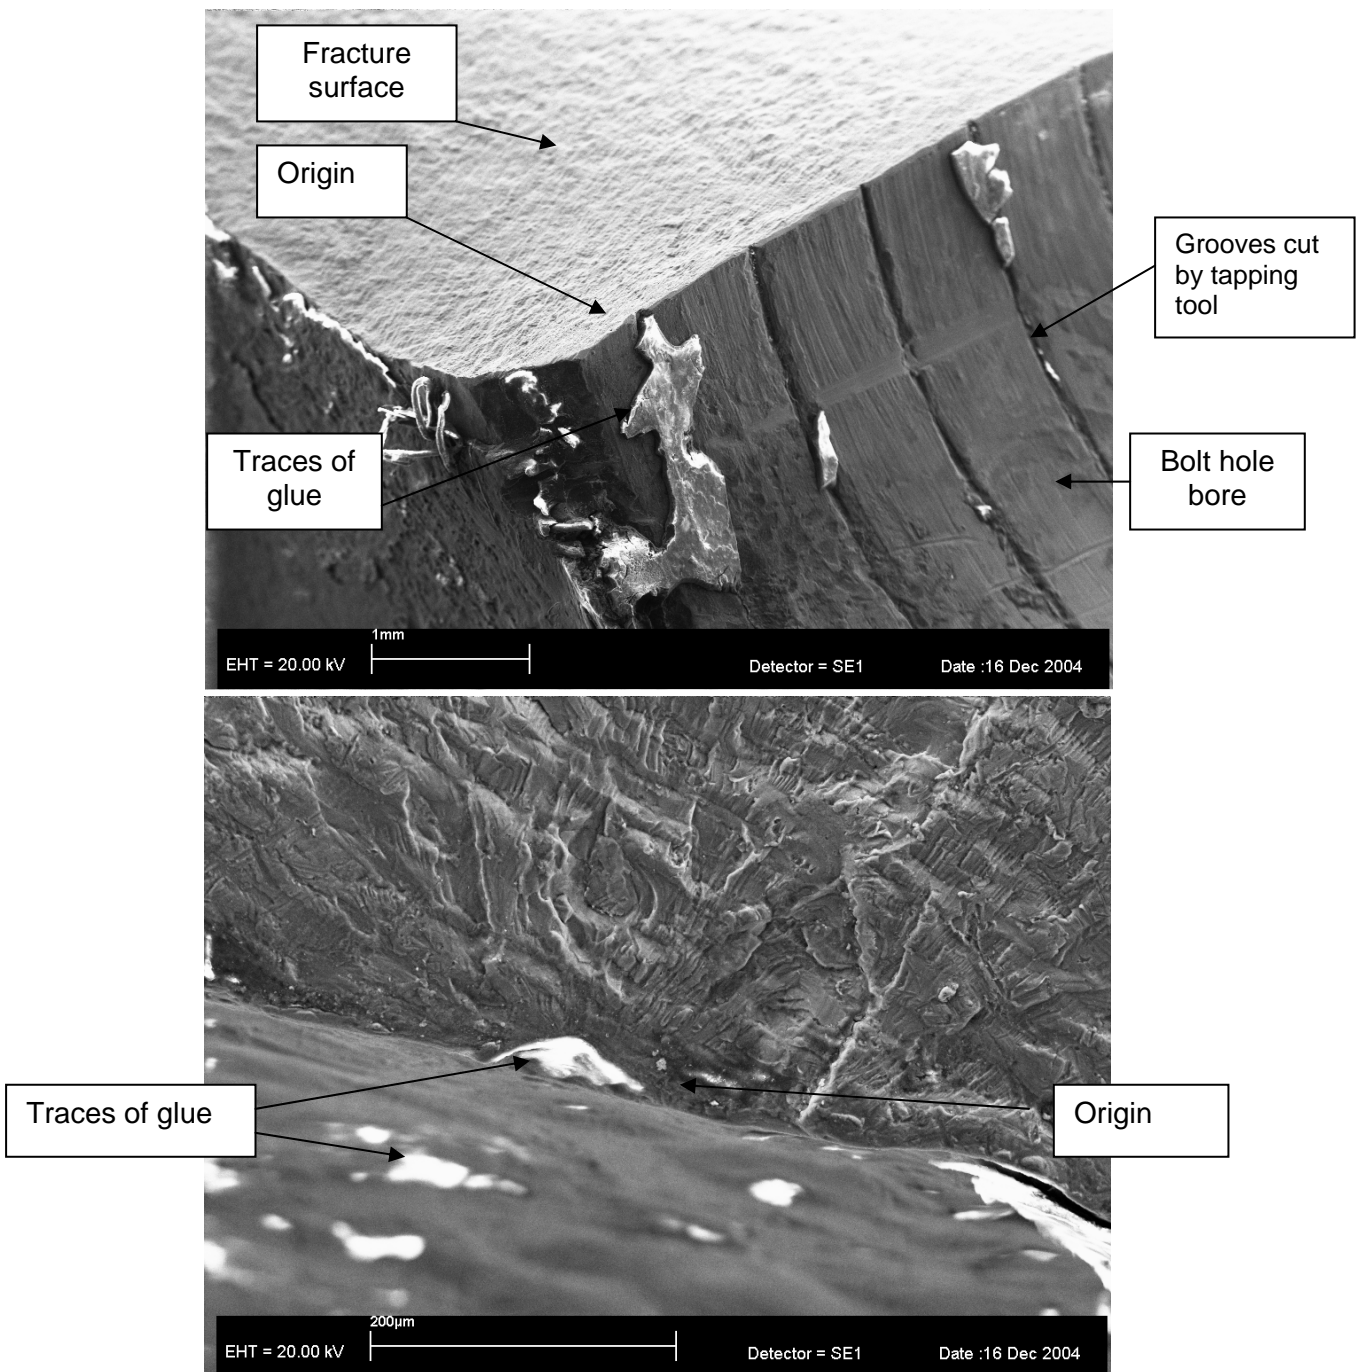 Fracture
surface
Origin
Grooves cut
by tapping
tool
Traces of
glue
Bolt hole
bore
1mm
EHT = 20.00 kV
Detector = SE1
Date :16 Dec 2004
Traces of glue
Origin
200µm
EHT = 20.00 kV
Detector = SE1
Date :16 Dec 2004